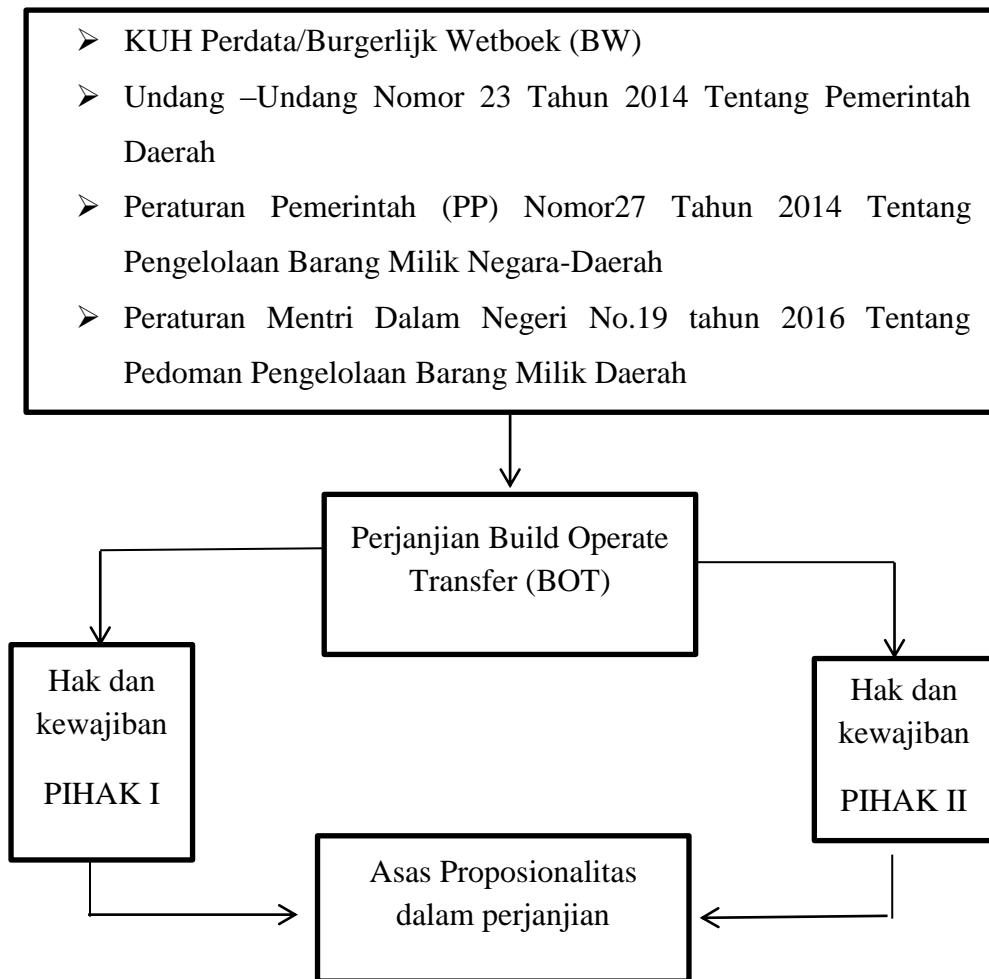 ➢ KUH Perdata/Burgerlijk Wetboek (BW)
➢ Undang –Undang Nomor 23 Tahun 2014 Tentang Pemerintah
Daerah
➢ Peraturan Pemerintah (PP) Nomor27 Tahun 2014 Tentang
Pengelolaan Barang Milik Negara-Daerah
➢ Peraturan Mentri Dalam Negeri No.19 tahun 2016 Tentang
Pedoman Pengelolaan Barang Milik Daerah
Perjanjian Build Operate
Transfer (BOT)
Hak dan
kewajiban
PIHAK I
Hak dan
kewajiban
PIHAK II
Asas Proposionalitas
dalam perjanjian